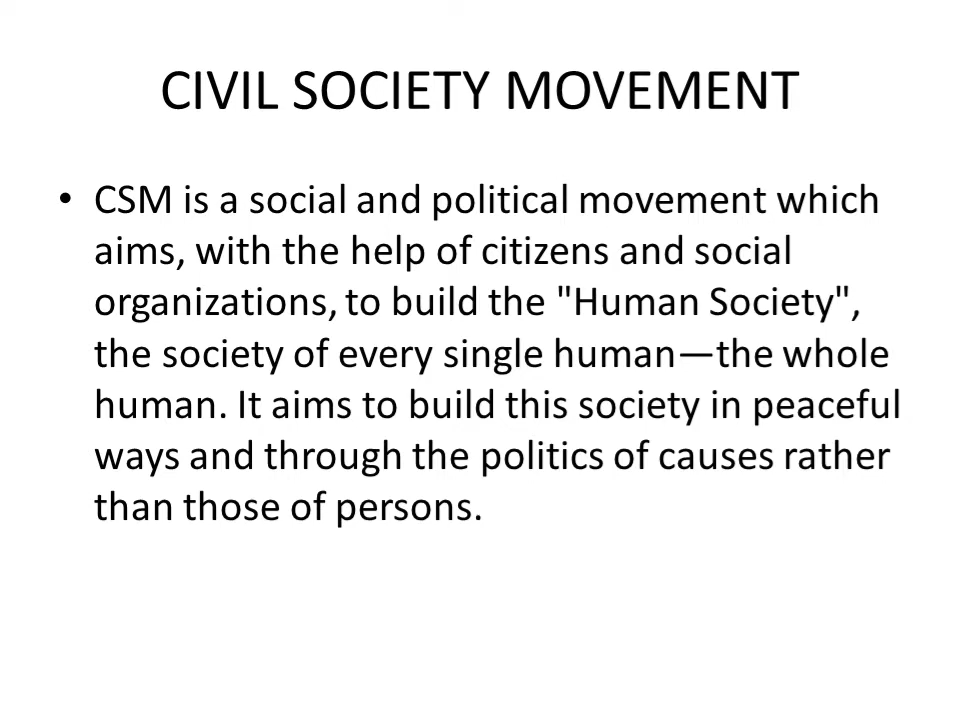 CIVIL SOCIETY MOVEMENT
• CSM is a social and political movement which
aims, with the help of citizens and social
organizations, to build the "Human Society",
the society of every single human—the whole
human. It aims to build this society in peaceful
ways and through the politics of causes rather
than those of persons.